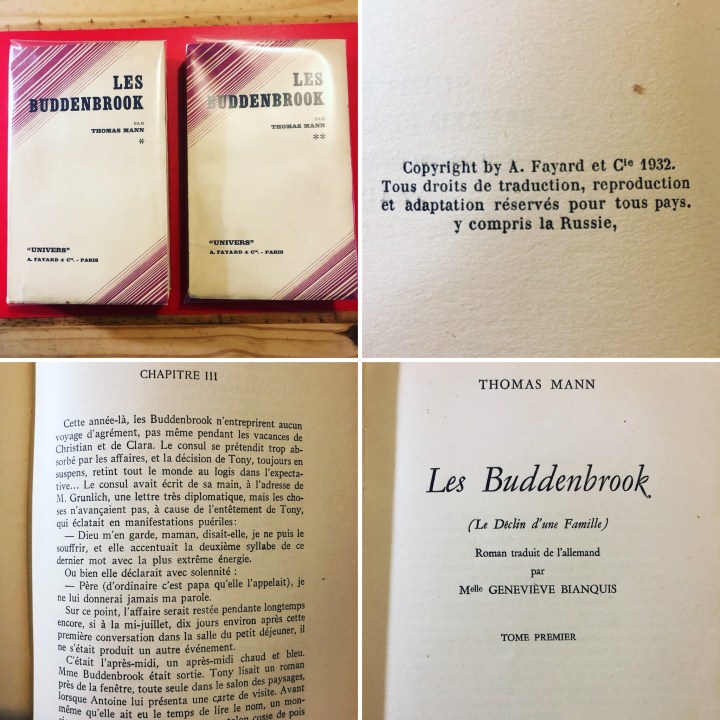 LES
BUDDENBROOK
PAR
THOMAS MANN
*
"UNIVERS"
A. FAYARD & Cie. - PARIS
LES
BUDDENBROOK
PAR
THOMAS MANN
**
"UNIVERS"
A. FAYARD & Cie. - PARIS
Copyright by A. Fayard et Cie 1932.
Tous droits de traduction, reproduction
et adaptation réservés pour tous pays.
y compris la Russie,
CHAPITRE III
Cette année-là, les Buddenbrook n'entreprirent aucun
voyage d'agrément, pas même pendant les vacances de
Christian et de Clara. Le consul se prétendit trop ab-
sorbé par les affaires, et la décision de Tony, toujours en
suspens, retint tout le monde au logis dans l'expecta-
tive... Le consul avait écrit de sa main, à l'adresse de
M. Grunlich, une lettre très diplomatique, mais les cho-
ses n'avançaient pas, à cause de l'entêtement de Tony,
qui éclatait en manifestations puériles:
— Dieu m'en garde, maman, disait-elle, je ne puis le
souffrir, et elle accentuait la deuxième syllabe de ce
dernier mot avec la plus extrême énergie.
Ou bien elle déclarait avec solennité :
— Père (d'ordinaire c'est papa qu'elle l'appelait), je
ne lui donnerai jamais ma parole.
Sur ce point, l'affaire serait restée pendante longtemps
encore, si à la mi-juillet, dix jours environ après cette
première conversation dans la salle du petit déjeuner, il
ne s'était produit un autre événement.
C'était l'après-midi, un après-midi chaud et bleu.
Mme Buddenbrook était sortie. Tony lisait un roman
près de la fenêtre, toute seule dans le salon des paysages,
lorsque Antoine lui présenta une carte de visite. Avant
même qu'elle ait eu le temps de lire le nom, un mon-
talon cosse de pois
THOMAS MANN
Les Buddenbrook
(Le Déclin d'une Famille)
Roman traduit de l'allemand
par
Melle GENEVIÈVE BIANQUIS
TOME PREMIER